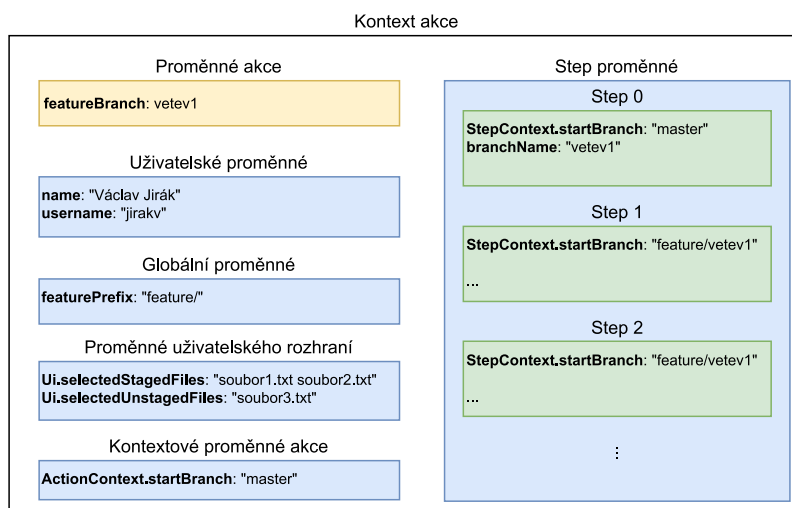 Kontext akce
Proměnné akce
featureBranch: vetev1
Uživatelské proměnné
name: "Václav Jirák"
username: "jirakv"
Globální proměnné
featurePrefix: "feature/"
Proměnné uživatelského rozhraní
Ui.selectedStagedFiles: "soubor1.txt soubor2.txt"
Ui.selectedUnstagedFiles: "soubor3.txt"
Kontextové proměnné akce
ActionContext.startBranch: "master"
Step proměnné
Step 0
StepContext.startBranch: "master"
branchName: "vetev1"
Step 1
StepContext.startBranch: "feature/vetev1"
...
Step 2
StepContext.startBranch: "feature/vetev1"
...
⋮